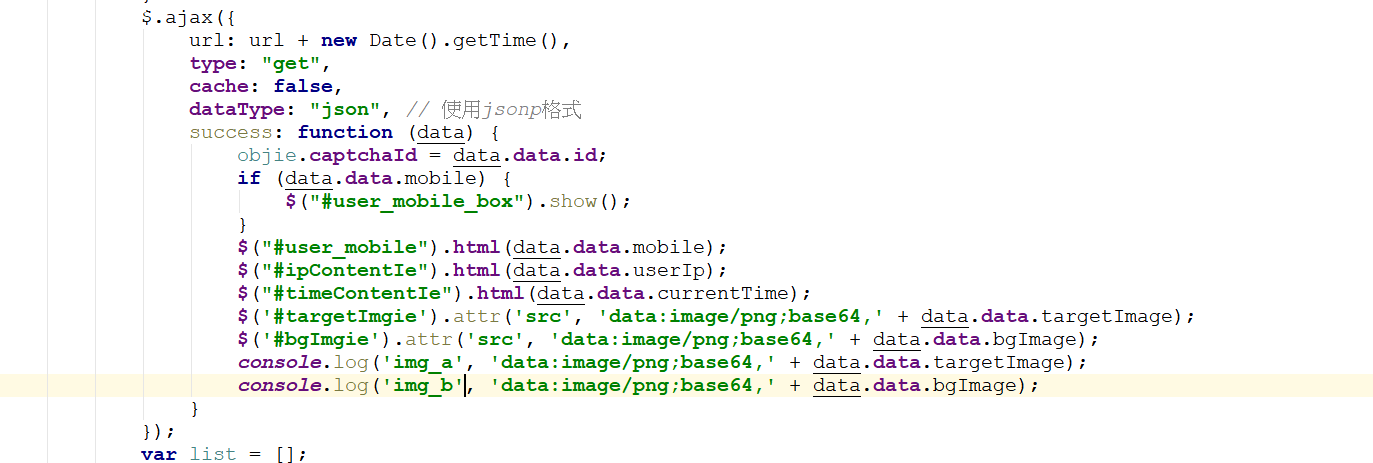 $.ajax({
url: url + new Date().getTime(),
type: "get",
cache: false,
dataType: "json", // 使用jsonp格式
success: function (data) {
objie.captchaId = data.data.id;
if (data.data.mobile) {
$("#user_mobile_box").show();
}
$("#user_mobile").html(data.data.mobile);
$("#ipContentIe").html(data.data.userIp);
$("#timeContentIe").html(data.data.currentTime);
$('#targetImgie').attr('src', 'data:image/png;base64,' + data.data.targetImage);
$('#bgImgie').attr('src', 'data:image/png;base64,' + data.data.bgImage);
console.log('img_a', 'data:image/png;base64,' + data.data.targetImage);
console.log('img_b', 'data:image/png;base64,' + data.data.bgImage);
}
});
var list = [];